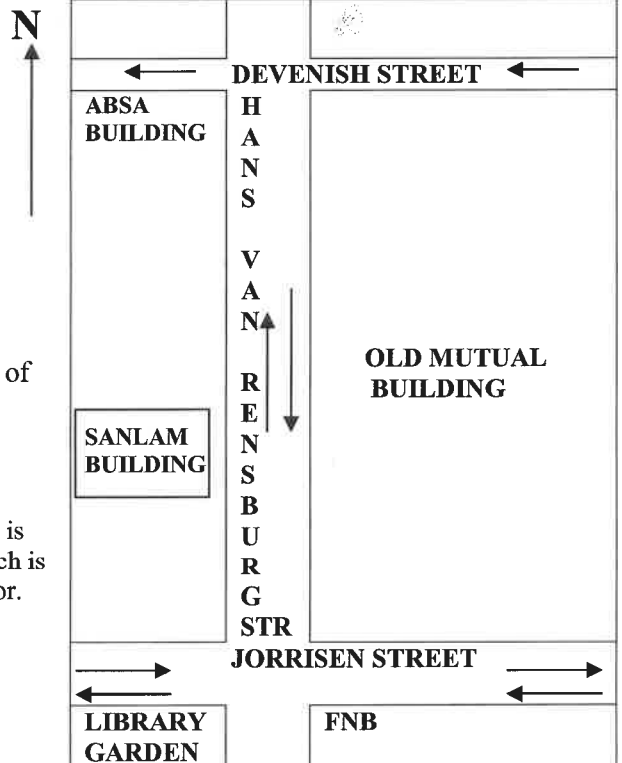 N
DEVENISH STREET
ABSA
BUILDING
H
A
N
S
V
A
N
R
E
N
S
B
U
R
G
STR
OLD MUTUAL
BUILDING
of
SANLAM
BUILDING
is
ch is
or.
JORRISEN STREET
LIBRARY
GARDEN
FNB